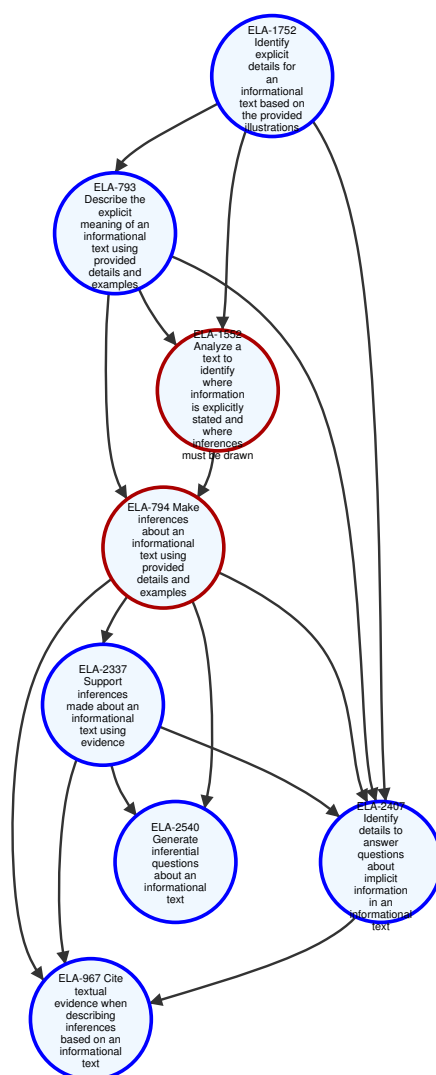 ELA-1752
Identify
explicit
details for
an
informational
text based on
the provided
illustrations
ELA-793
Describe the
explicit
meaning of an
informational
text using
provided
details and
examples
ELA-1552
Analyze a
text to
identify
where
information
is explicitly
stated and
where
inferences
must be drawn
ELA-794 Make
inferences
about an
informational
text using
provided
details and
examples
ELA-2337
Support
inferences
made about an
informational
text using
evidence
ELA-2540
Generate
inferential
questions
about an
informational
text
ELA-2407
Identify
details to
answer
questions
about
implicit
information
in an
informational
text
ELA-967 Cite
textual
evidence when
describing
inferences
based on an
informational
text